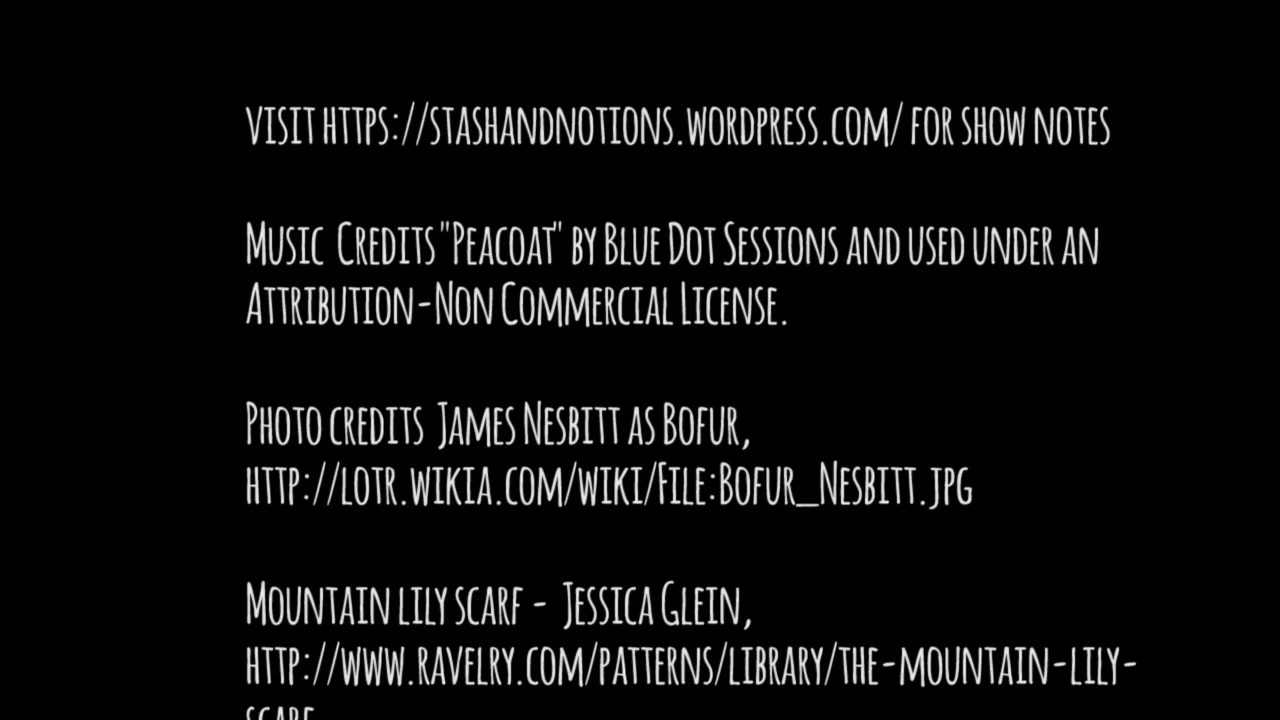 visit https://stashandnotions.wordpress.com/ for show notes
Music Credits "Peacoat" by Blue Dot Sessions and used under an
Attribution-Non Commercial License.
Photo credits James Nesbitt as Bofur,
http://lotr.wikia.com/wiki/File:Bofur_Nesbitt.jpg
Mountain lily scarf - Jessica Glein,
http://www.ravelry.com/patterns/library/the-mountain-lily-
scarf